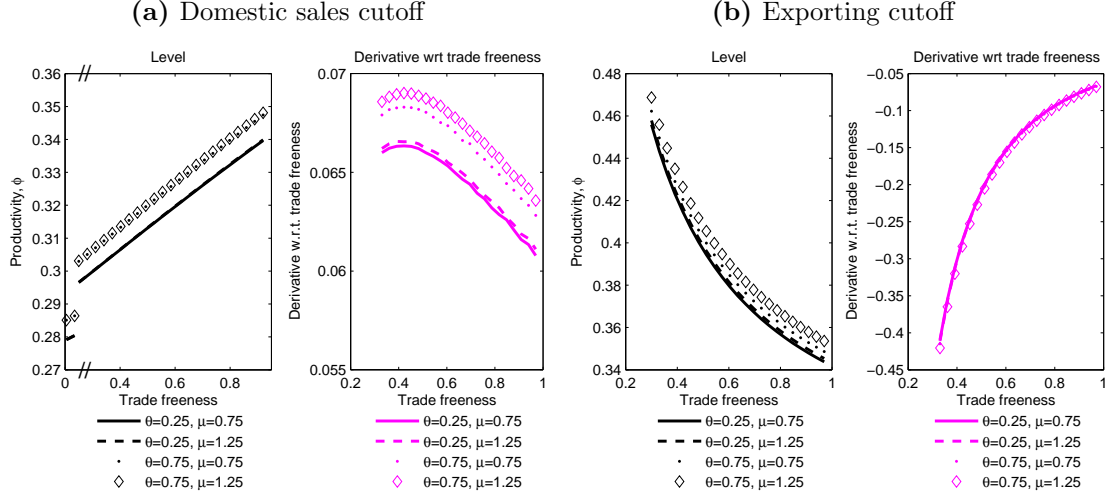 (a) Domestic sales cutoff
Level
Productivity, ϕ
0.36
0.35
0.34
0.33
0.32
0.31
0.3
0.29
0.28
0.27
0 0.4 0.6 0.8
Trade freeness
θ=0.25, μ=0.75
θ=0.25, μ=1.25
θ=0.75, μ=0.75
θ=0.75, μ=1.25
Derivative wrt trade freeness
Derivative w.r.t. trade freeness
0.07
0.065
0.06
0.055
0.2 0.4 0.6 0.8 1
Trade freeness
θ=0.25, μ=0.75
θ=0.25, μ=1.25
θ=0.75, μ=0.75
θ=0.75, μ=1.25
(b) Exporting cutoff
Level
Productivity, ϕ
0.48
0.46
0.44
0.42
0.4
0.38
0.36
0.34
0.2 0.4 0.6 0.8 1
Trade freeness
θ=0.25, μ=0.75
θ=0.25, μ=1.25
θ=0.75, μ=0.75
θ=0.75, μ=1.25
Derivative wrt trade freeness
Derivative w.r.t. trade freeness
−0.05
−0.1
−0.15
−0.2
−0.25
−0.3
−0.35
−0.4
−0.45
0.2 0.4 0.6 0.8 1
Trade freeness
θ=0.25, μ=0.75
θ=0.25, μ=1.25
θ=0.75, μ=0.75
θ=0.75, μ=1.25